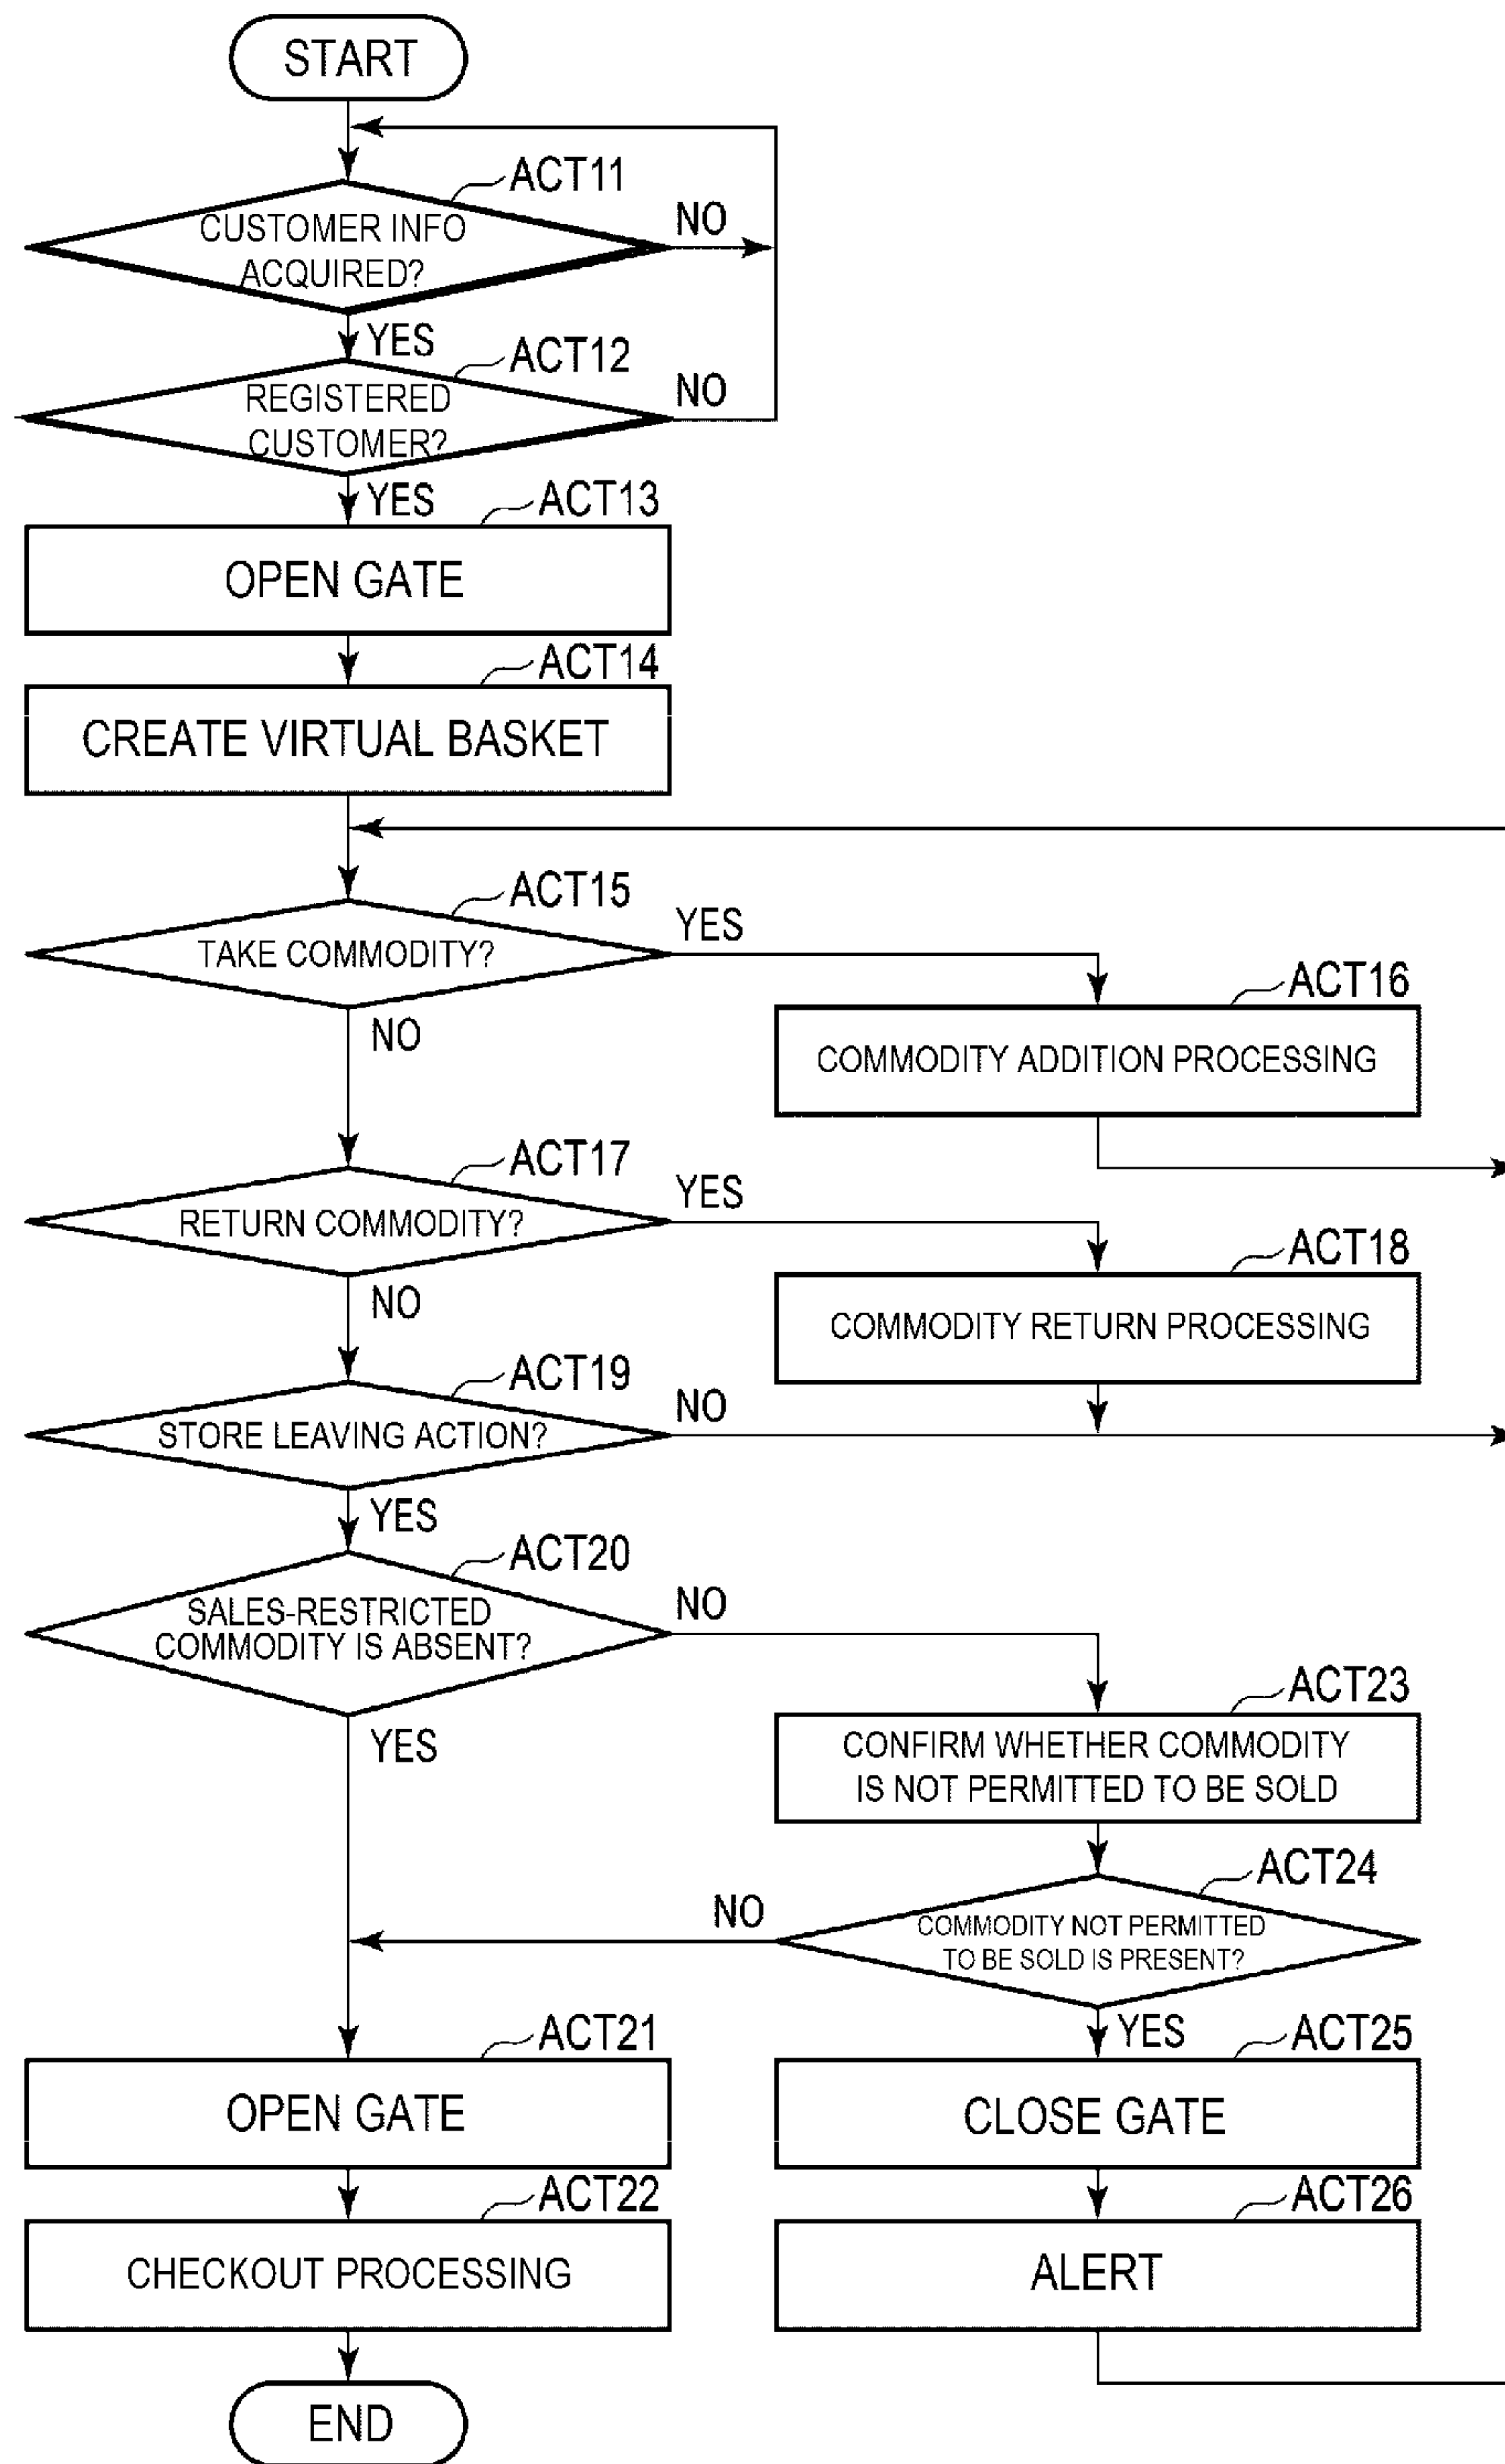 START
ACT11
CUSTOMER INFO
ACQUIRED?
NO
YES
ACT12
REGISTERED
CUSTOMER?
NO
YES
ACT13
OPEN GATE
ACT14
CREATE VIRTUAL BASKET
ACT15
TAKE COMMODITY?
YES
NO
ACT16
COMMODITY ADDITION PROCESSING
ACT17
RETURN COMMODITY?
YES
NO
ACT18
COMMODITY RETURN PROCESSING
ACT19
STORE LEAVING ACTION?
NO
YES
ACT20
SALES-RESTRICTED
COMMODITY IS ABSENT?
NO
YES
ACT23
CONFIRM WHETHER COMMODITY
IS NOT PERMITTED TO BE SOLD
ACT24
COMMODITY NOT PERMITTED
TO BE SOLD IS PRESENT?
NO
YES
ACT21
OPEN GATE
ACT25
CLOSE GATE
ACT22
CHECKOUT PROCESSING
ACT26
ALERT
END